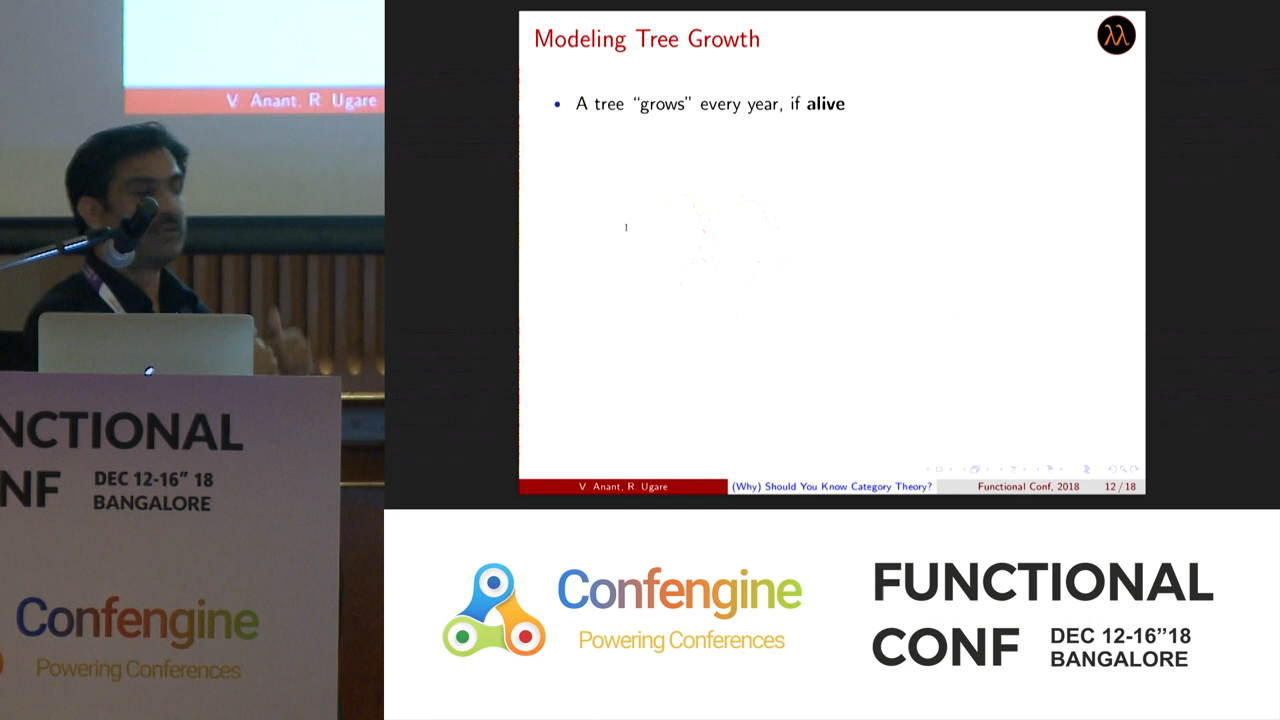 V Anant, R Ugare
Modeling Tree Growth
λλ
• A tree “grows” every year, if alive
V Anant, R Ugare
(Why) Should You Know Category Theory?
Functional Conf, 2018
12 / 18
NCTIONAL
NF
DEC 12-16” 18
BANGALORE
Confengine
Powering Conferences
Confengine
Powering Conferences
FUNCTIONAL
CONF
DEC 12-16”18
BANGALORE